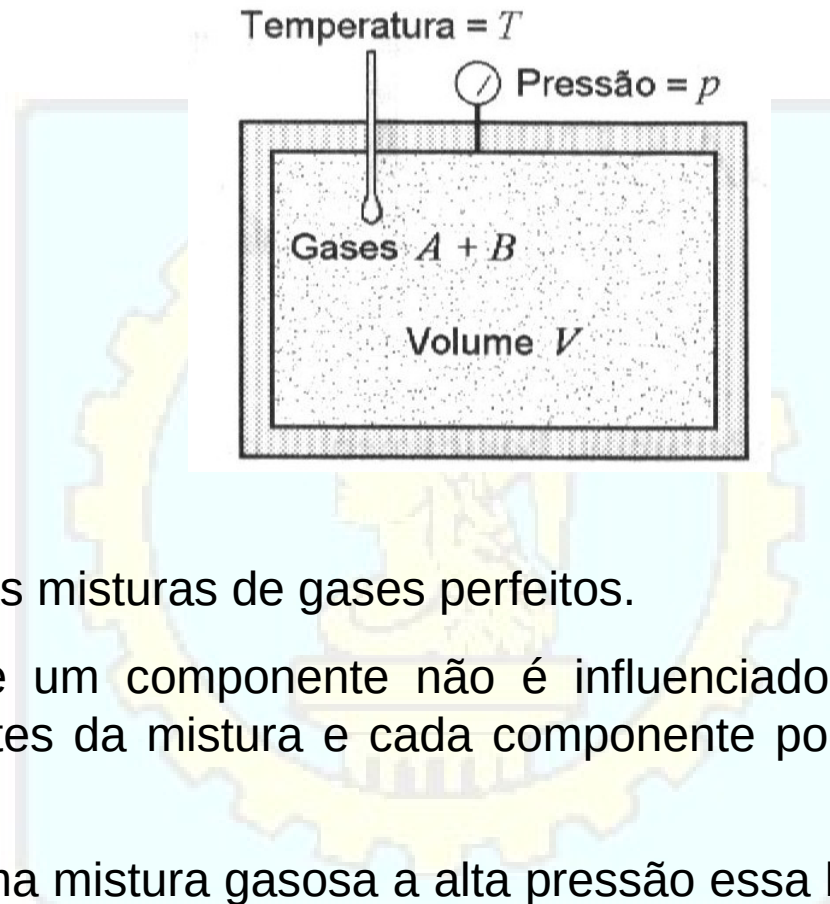 Temperatura = T
Pressão = p
Gases A + B
Volume V
s misturas de gases perfeitos.
e um componente não é influenciado
tes da mistura e cada componente po
na mistura gasosa a alta pressão essa